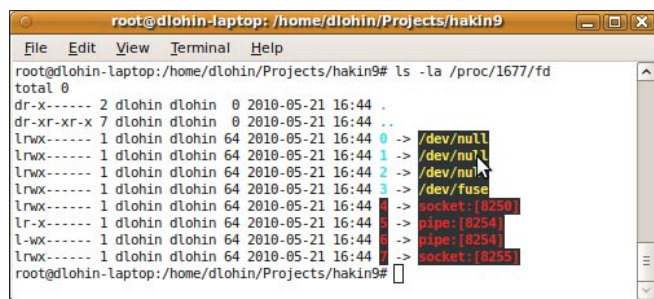 root@dlohin-laptop: /home/dlohin/Projects/hakin9
File Edit View Terminal Help
root@dlohin-laptop:/home/dlohin/Projects/hakin9# ls -la /proc/1677/fd
total 0
dr-x------ 2 dlohin dlohin 0 2010-05-21 16:44 .
dr-xr-xr-x 7 dlohin dlohin 0 2010-05-21 16:44 ..
lrwx------ 1 dlohin dlohin 64 2010-05-21 16:44 0 -> /dev/null
lrwx------ 1 dlohin dlohin 64 2010-05-21 16:44 1 -> /dev/null
lrwx------ 1 dlohin dlohin 64 2010-05-21 16:44 2 -> /dev/null
lrwx------ 1 dlohin dlohin 64 2010-05-21 16:44 3 -> /dev/fuse
lrwx------ 1 dlohin dlohin 64 2010-05-21 16:44 4 -> socket:[8250]
lr-x------ 1 dlohin dlohin 64 2010-05-21 16:44 5 -> pipe:[8254]
l-wx------ 1 dlohin dlohin 64 2010-05-21 16:44 6 -> pipe:[8254]
lrwx------ 1 dlohin dlohin 64 2010-05-21 16:44 7 -> socket:[8255]
root@dlohin-laptop:/home/dlohin/Projects/hakin9#